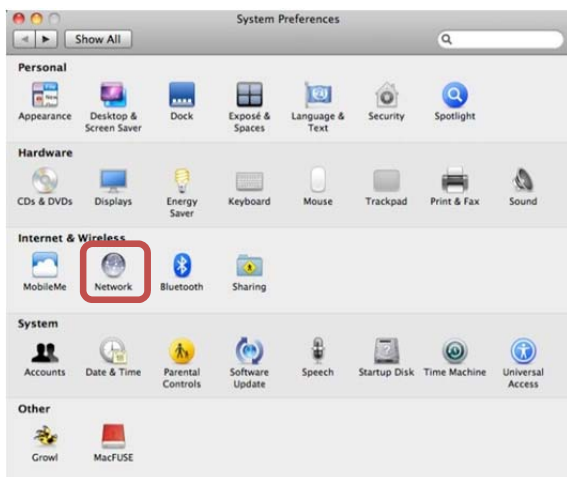 System Preferences
Show All
Personal
Appearance
Desktop & Screen Saver
Dock
Exposé & Spaces
Language & Text
Security
Spotlight
Hardware
CDs & DVDs
Displays
Energy Saver
Keyboard
Mouse
Trackpad
Print & Fax
Sound
Internet & Wireless
MobileMe
Network
Bluetooth
Sharing
System
Accounts
Date & Time
Parental Controls
Software Update
Speech
Startup Disk
Time Machine
Universal Access
Other
Growl
MacFUSE